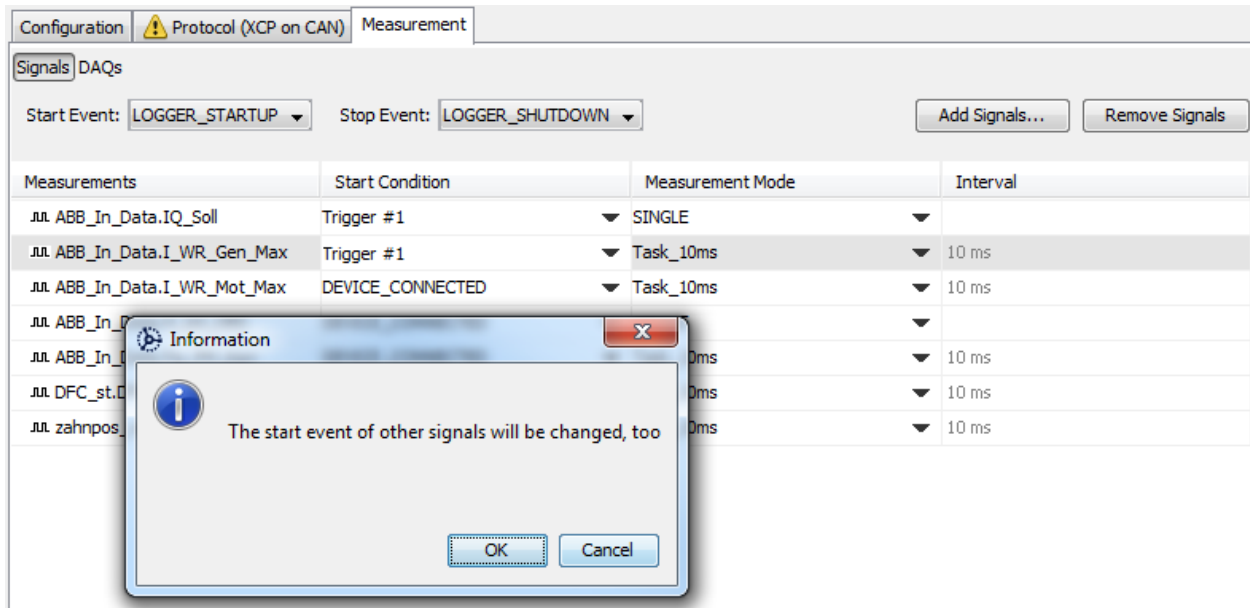 Configuration Protocol (XCP on CAN) Measurement
Signals DAQs
Start Event: LOGGER_STARTUP Stop Event: LOGGER_SHUTDOWN Add Signals... Remove Signals
Measurements Start Condition Measurement Mode Interval
ABB_In_Data.IQ_Soll Trigger #1 SINGLE
ABB_In_Data.I_WR_Gen_Max Trigger #1 Task_10ms 10 ms
ABB_In_Data.I_WR_Mot_Max DEVICE_CONNECTED Task_10ms 10 ms
ABB_In_
ABB_In_ 10 ms
DFC_st. 10 ms
zahnpos_ 10 ms
Information
The start event of other signals will be changed, too
OK Cancel